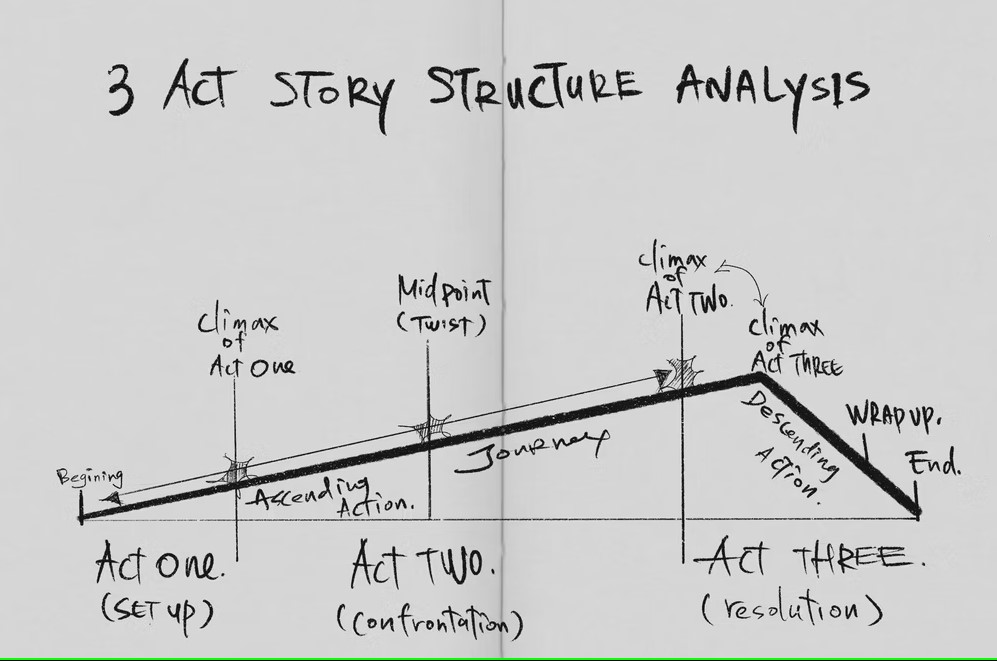 3 ACT STORY STRUCTURE ANALYSIS
climax
of
Act TWO.
Midpoint
(TWIST)
climax
of
Act One
climax
of
Act THREE
WRAP UP.
End.
Begining
Journey
Ascending
Action.
Descending
Action.
Act One.
(SET UP)
Act TWO.
(confrontation)
Act THREE.
(resolution)